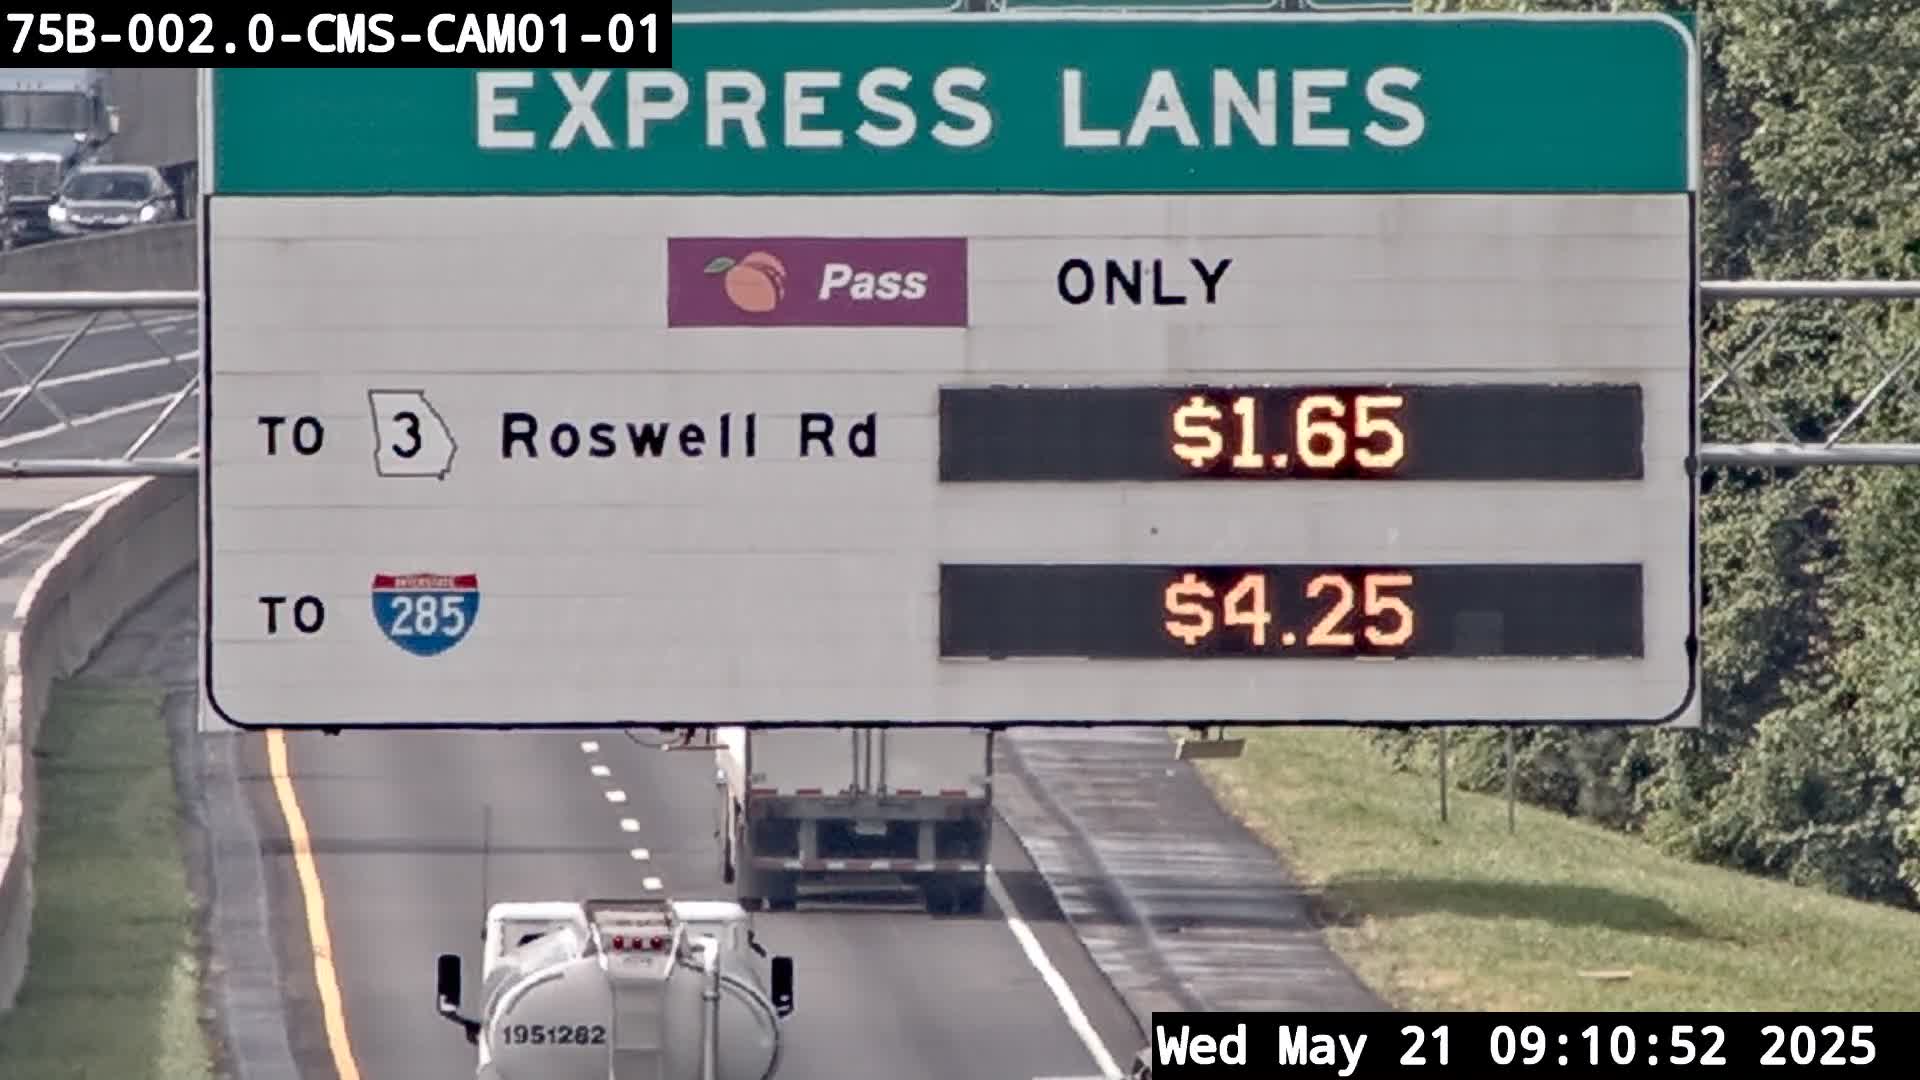 75B-002.0-CMS-CAM01-01
EXPRESS LANES
Pass ONLY
TO 3 Roswell Rd $1.65
INTERSTATE
TO 285 $4.25
1951282
Wed May 21 09:10:52 2025